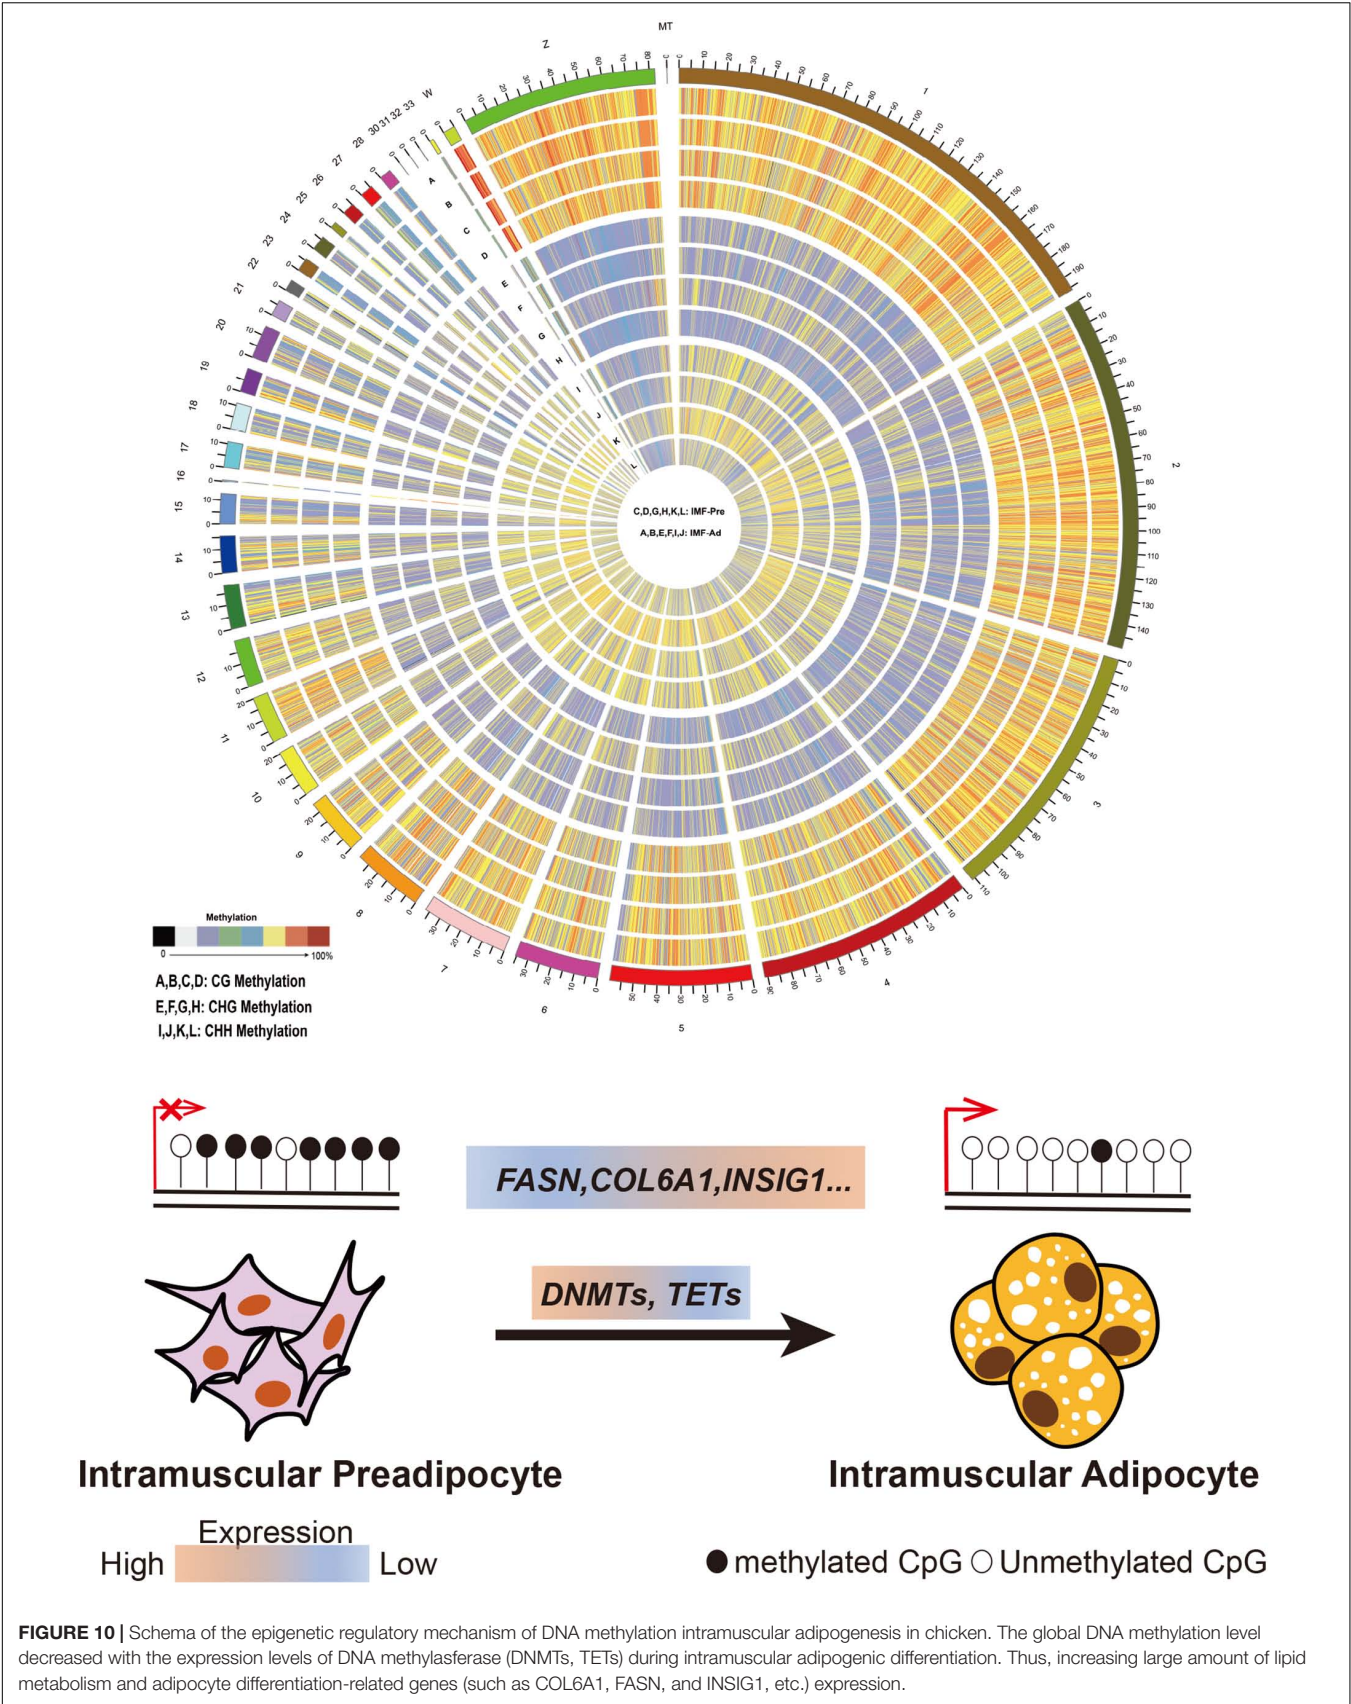 MT
Z
W
33
32
31
30
28
27
26
25
24
23
22
21
20
19
18
17
16
15
14
13
12
11
10
9
8
7
6
5
4
3
2
1
A
B
C
D
E
F
G
H
I
J
K
L
C,D,G,H,K,L: IMF-Pre
A,B,E,F,I,J: IMF-Ad
Methylation
0 100%
A,B,C,D: CG Methylation
E,F,G,H: CHG Methylation
I,J,K,L: CHH Methylation
FASN,COL6A1,INSIG1...
DNMTs, TETs
Intramuscular Preadipocyte
Intramuscular Adipocyte
Expression
High Low
methylated CpG Unmethylated CpG
FIGURE 10 | Schema of the epigenetic regulatory mechanism of DNA methylation intramuscular adipogenesis in chicken. The global DNA methylation level
decreased with the expression levels of DNA methylasferase (DNMTs, TETs) during intramuscular adipogenic differentiation. Thus, increasing large amount of lipid
metabolism and adipocyte differentiation-related genes (such as COL6A1, FASN, and INSIG1, etc.) expression.